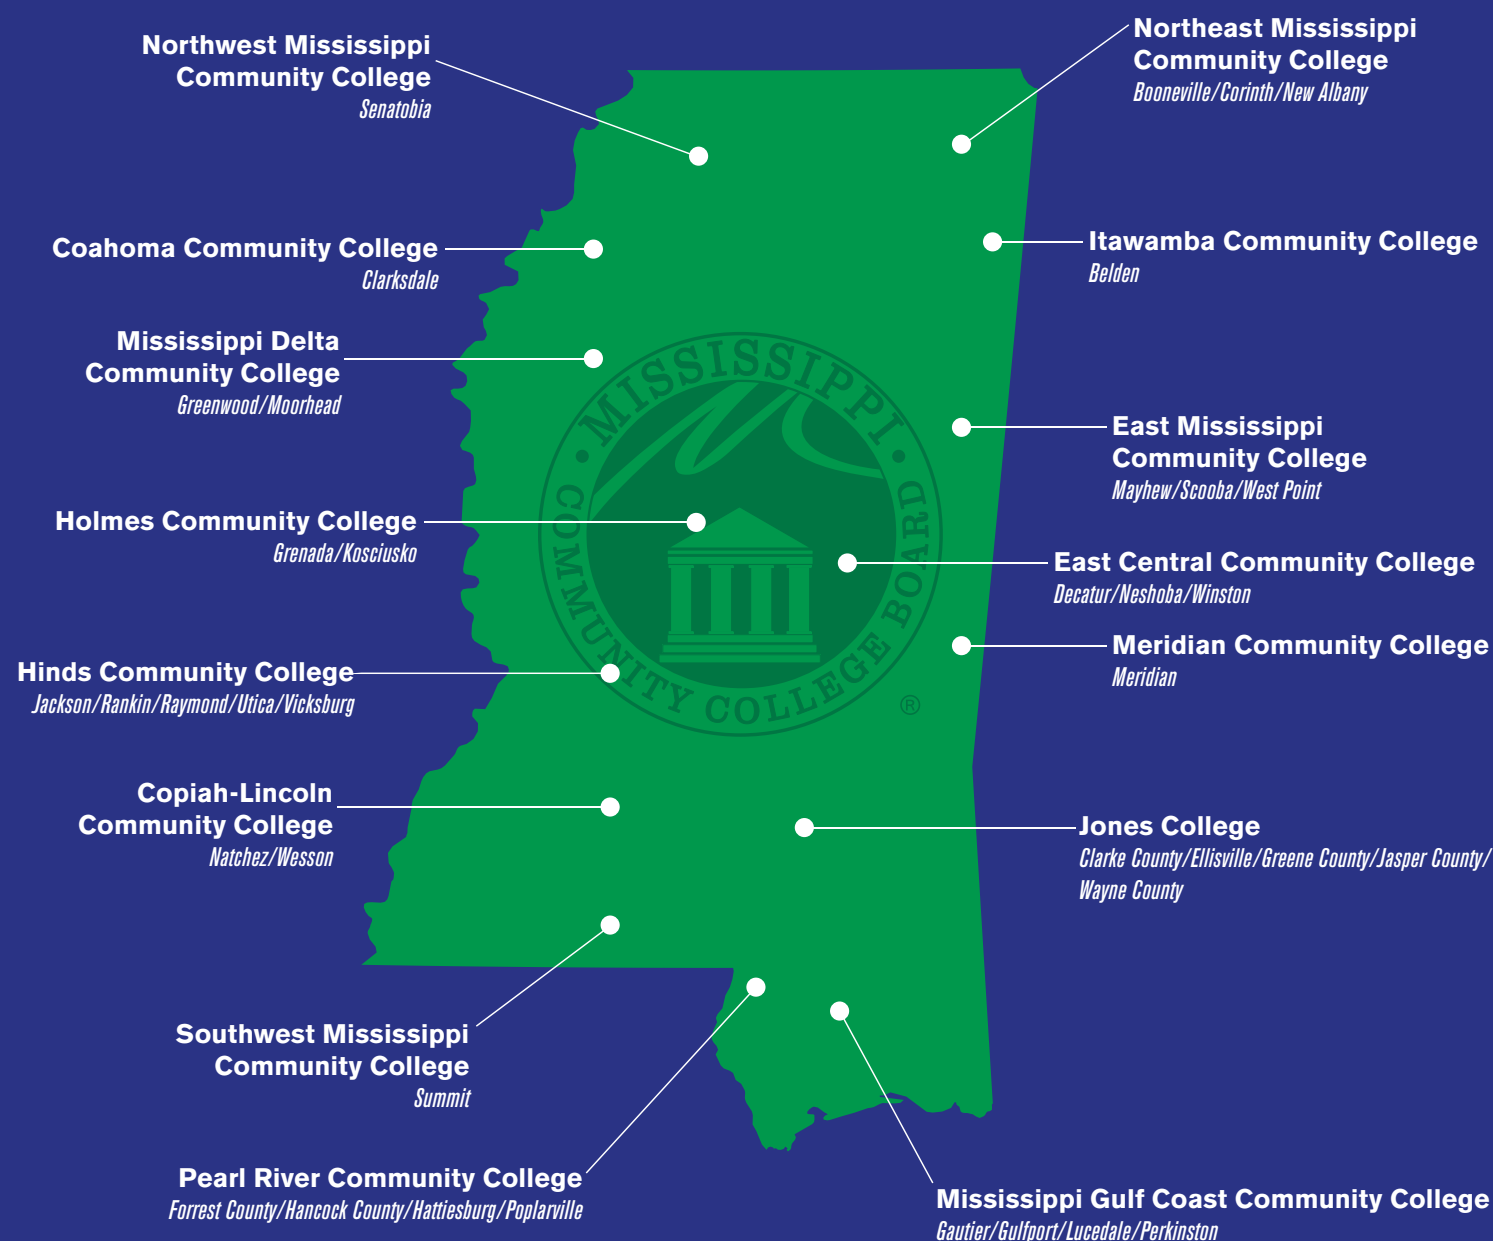 Northwest Mississippi
Community College
Senatobia
Northeast Mississippi
Community College
Booneville/Corinth/New Albany
Coahoma Community College
Clarksdale
Itawamba Community College
Belden
Mississippi Delta
Community College
Greenwood/Moorhead
MISSISSIPPI
COMMUNITY COLLEGE BOARD
®
East Mississippi
Community College
Mayhew/Scooba/West Point
Holmes Community College
Grenada/Kosciusko
East Central Community College
Decatur/Neshoba/Winston
Meridian Community College
Meridian
Hinds Community College
Jackson/Rankin/Raymond/Utica/Vicksburg
Copiah-Lincoln
Community College
Natchez/Wesson
Jones College
Clarke County/Ellisville/Greene County/Jasper County/
Wayne County
Southwest Mississippi
Community College
Summit
Pearl River Community College
Forrest County/Hancock County/Hattiesburg/Poplarville
Mississippi Gulf Coast Community College
Gautier/Gulfport/Lucedale/Perkinston